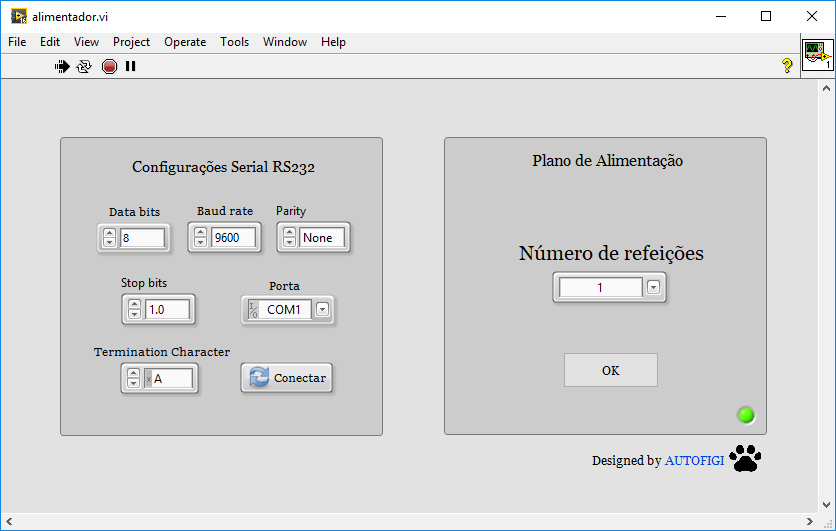 alimentador.vi
File Edit View Project Operate Tools Window Help
?
1
Configurações Serial RS232
Data bits Baud rate Parity
8 9600 None
Stop bits Porta
1.0 I/O COM1
Termination Character
x A Conectar
Plano de Alimentação
Número de refeições
1
OK
Designed by AUTOFIGI